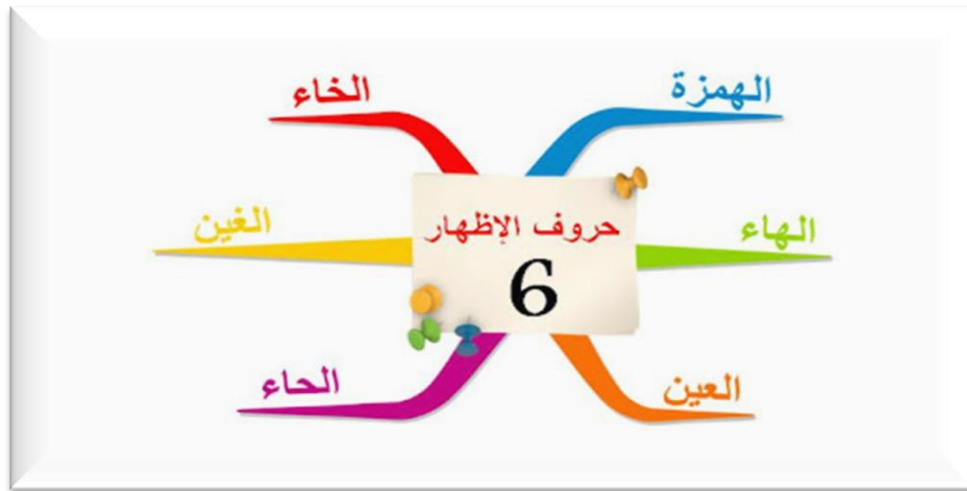 حروف الإظهار
6
الهمزة
الهاء
العين
الحاء
الغين
الخاء